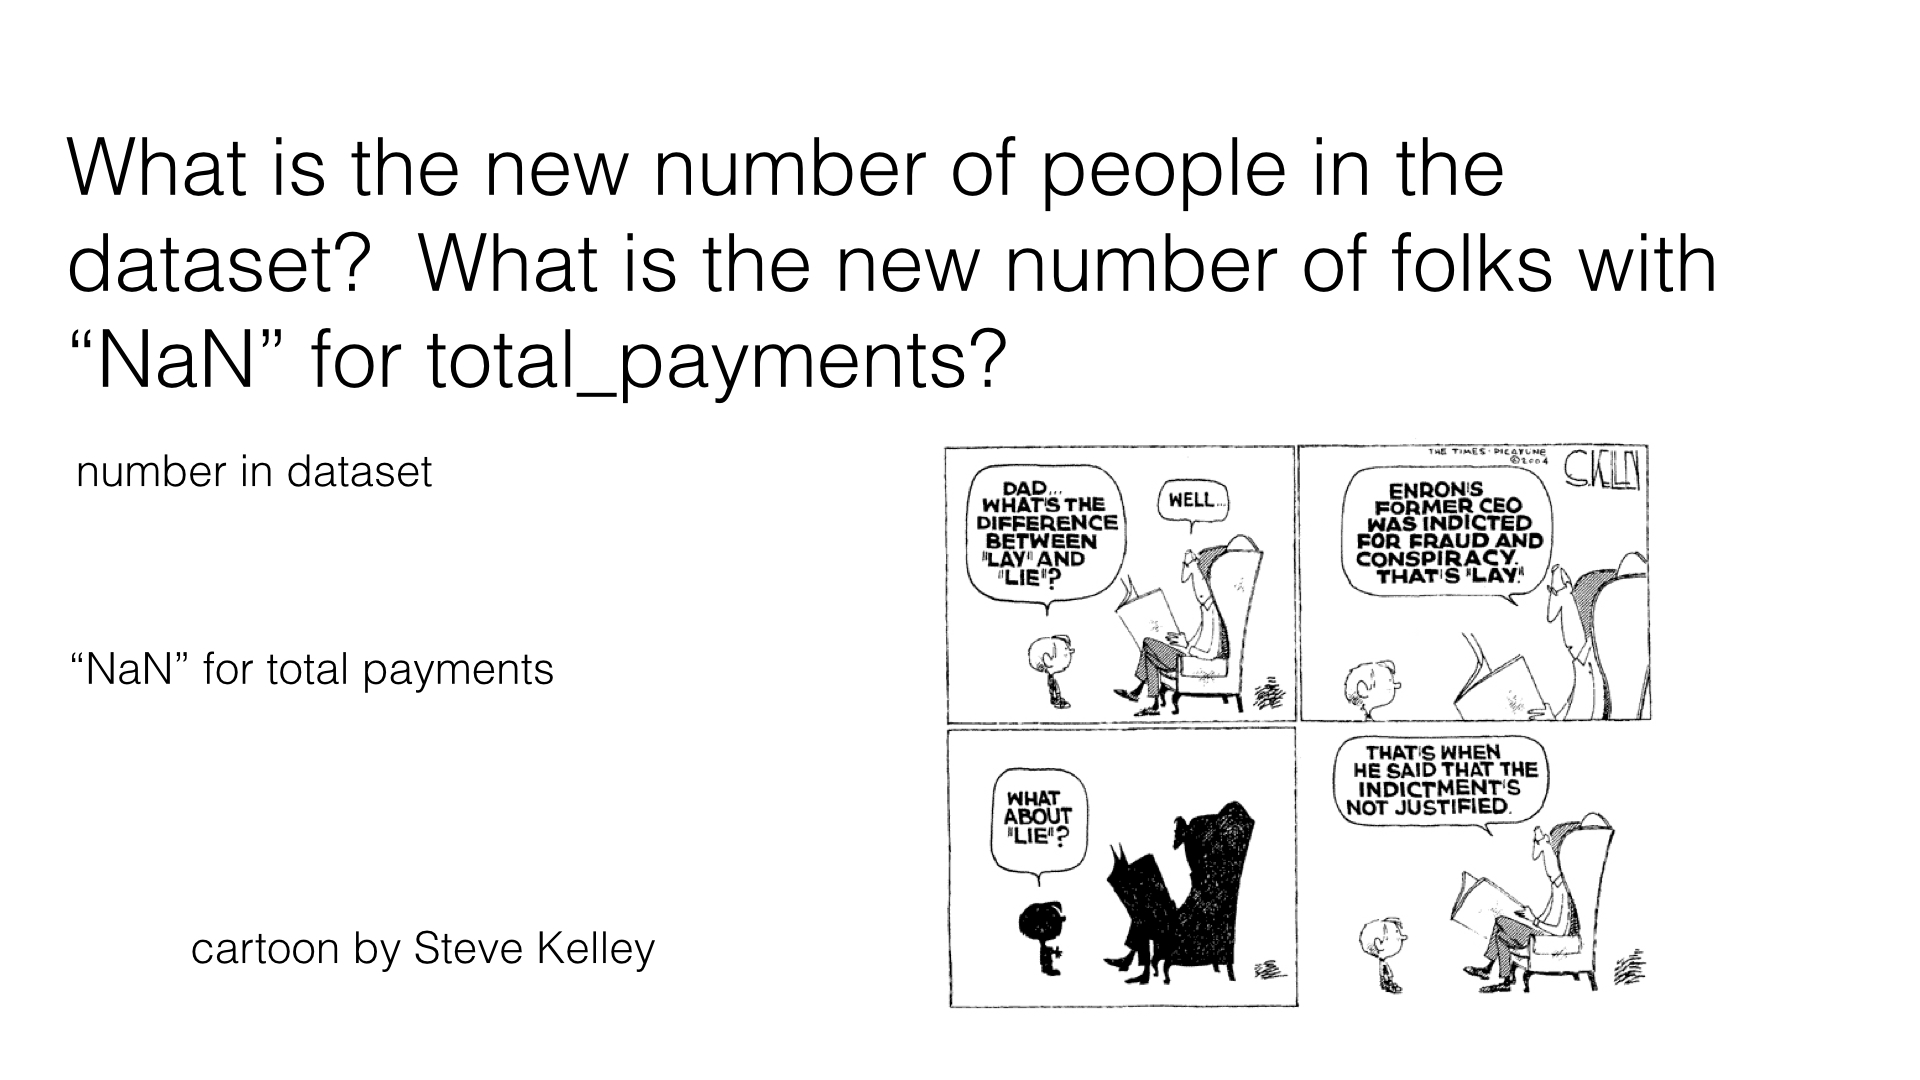 What is the new number of people in the
dataset?  What is the new number of folks with
“NaN” for total_payments?
number in dataset
“NaN” for total payments
cartoon by Steve Kelley
DAD...
WHAT'S THE
DIFFERENCE
BETWEEN
"LAY" AND
"LIE"?
WELL...
THE TIMES-PICAYUNE
©2004
ENRON'S
FORMER CEO
WAS INDICTED
FOR FRAUD AND
CONSPIRACY.
THAT'S "LAY."
WHAT
ABOUT
"LIE"?
THAT'S WHEN
HE SAID THAT THE
INDICTMENT'S
NOT JUSTIFIED.